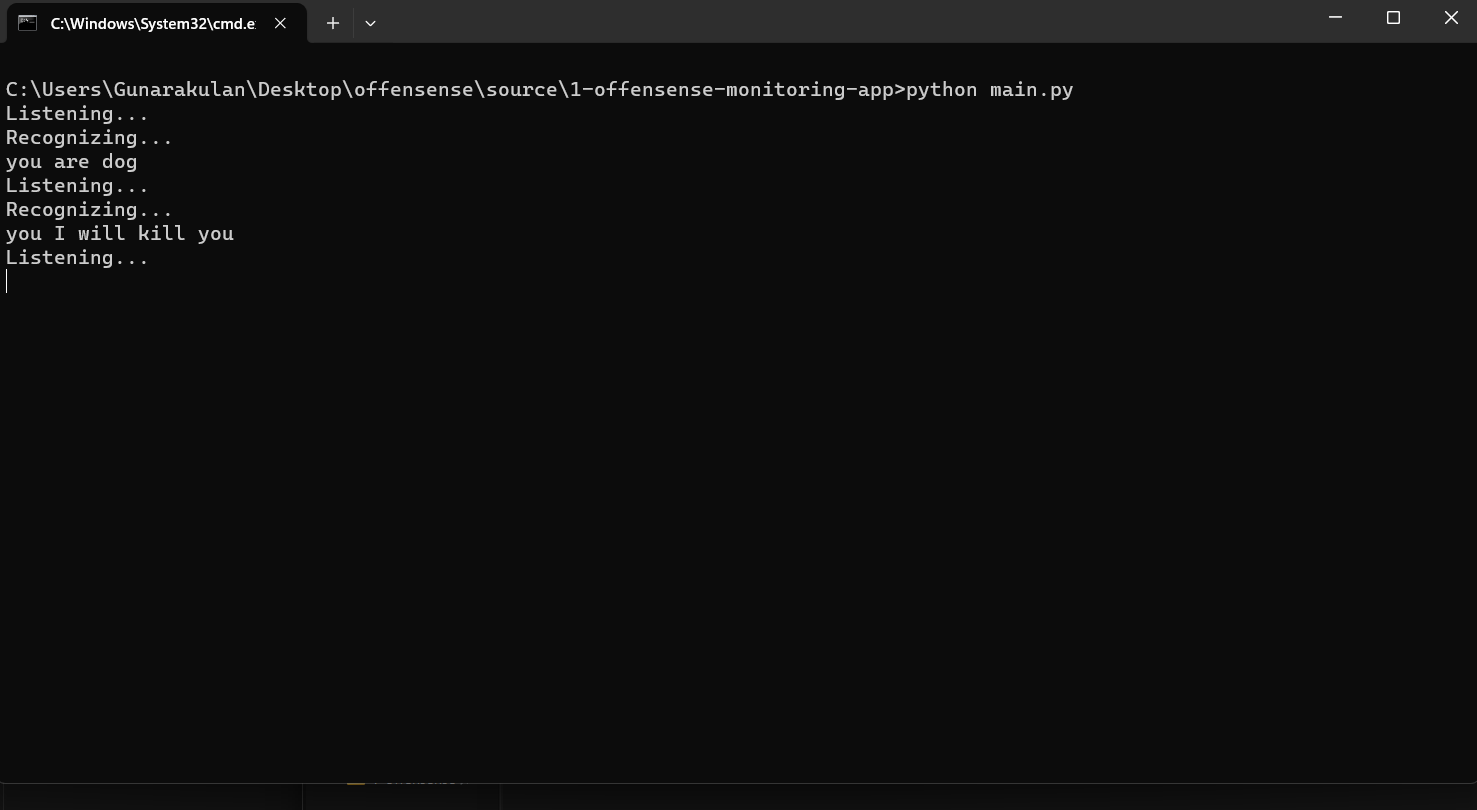 C:\Windows\System32\cmd.e
C:\Users\Gunarakulan\Desktop\offensense\source\1-offensense-monitoring-app>python main.py
Listening...
Recognizing...
you are dog
Listening...
Recognizing...
you I will kill you
Listening...